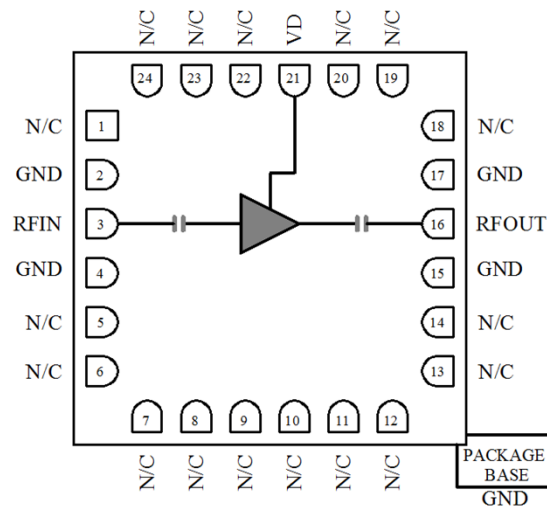 N/C N/C N/C VD N/C N/C
24 23 22 21 20 19
N/C 1 18 N/C
GND 2 17 GND
RFIN 3 16 RFOUT
GND 4 15 GND
N/C 5 14 N/C
N/C 6 13 N/C
7 8 9 10 11 12
N/C N/C N/C N/C N/C N/C
PACKAGE
BASE
GND